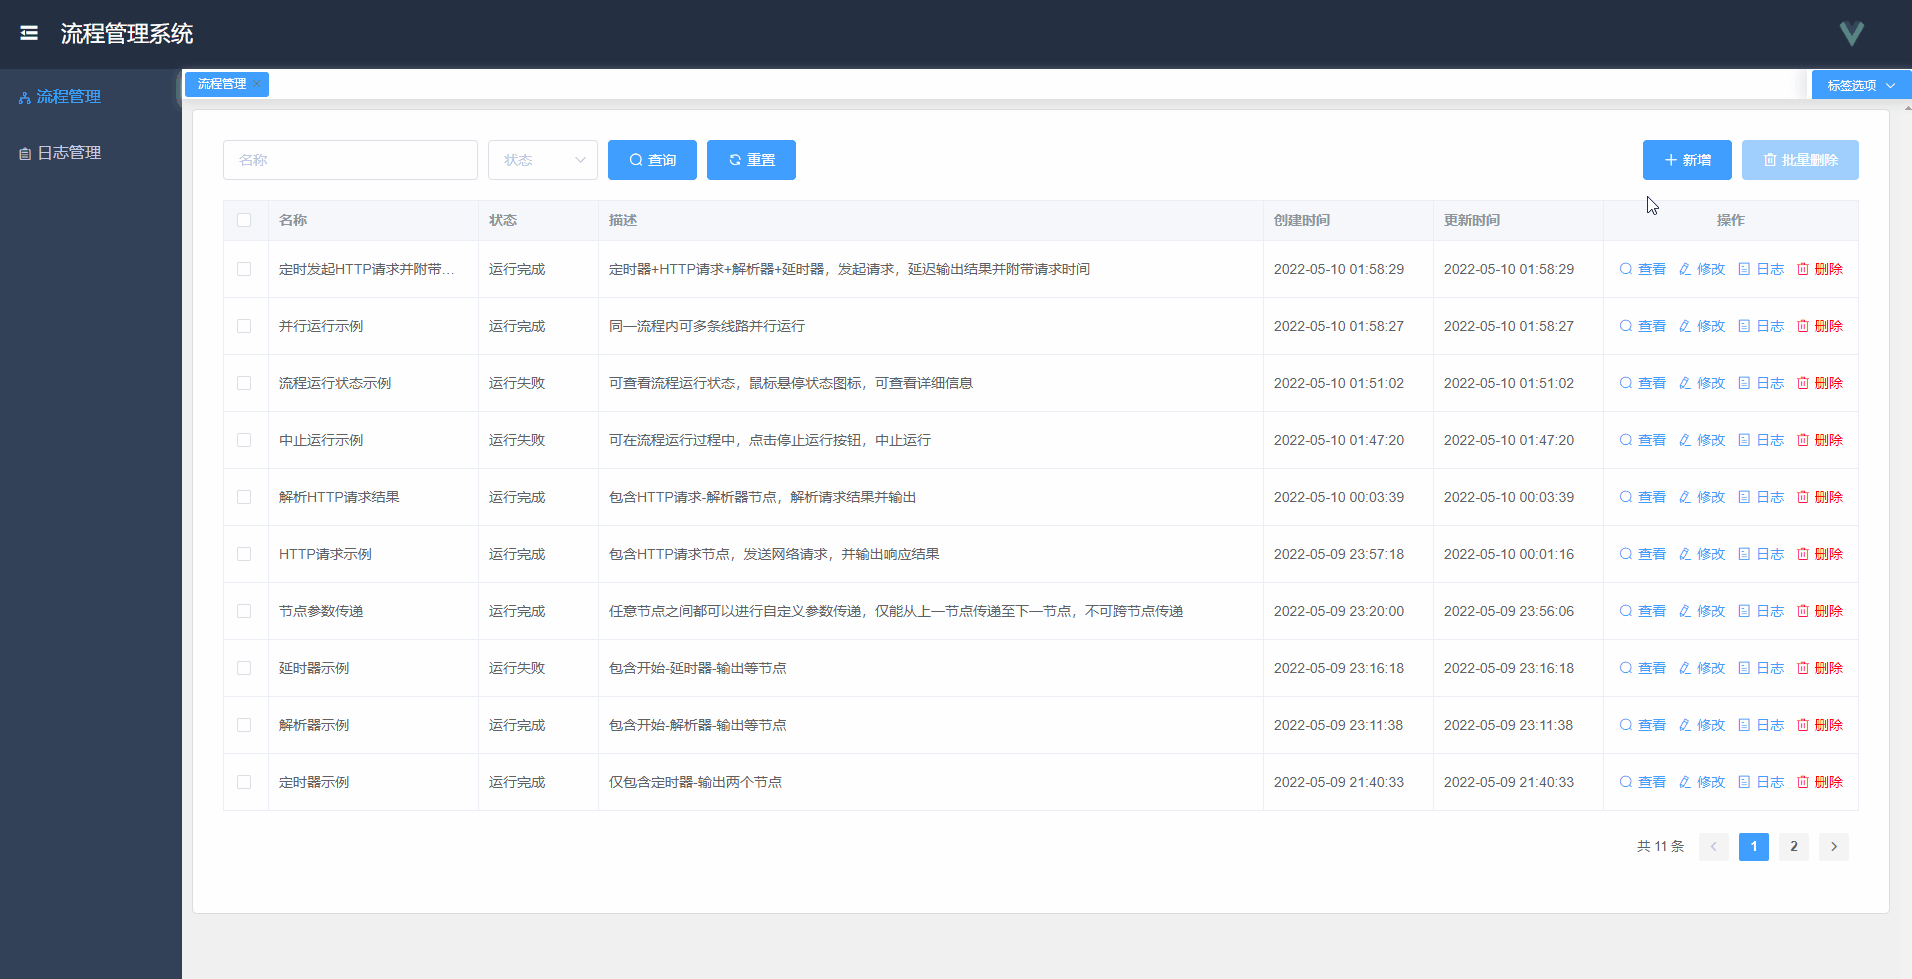 流程管理系统
流程管理
日志管理
流程管理 ×
标签选项
名称 状态 查询 重置 新增 批量删除
名称 状态 描述 创建时间 更新时间 操作
定时发起HTTP请求并附带... 运行完成 定时器+HTTP请求+解析器+延时器，发起请求，延迟输出结果并附带请求时间 2022-05-10 01:58:29 2022-05-10 01:58:29 查看 修改 日志 删除
并行运行示例 运行完成 同一流程内可多条线路并行运行 2022-05-10 01:58:27 2022-05-10 01:58:27 查看 修改 日志 删除
流程运行状态示例 运行失败 可查看流程运行状态，鼠标悬停状态图标，可查看详细信息 2022-05-10 01:51:02 2022-05-10 01:51:02 查看 修改 日志 删除
中止运行示例 运行失败 可在流程运行过程中，点击停止运行按钮，中止运行 2022-05-10 01:47:20 2022-05-10 01:47:20 查看 修改 日志 删除
解析HTTP请求结果 运行完成 包含HTTP请求-解析器节点，解析请求结果并输出 2022-05-10 00:03:39 2022-05-10 00:03:39 查看 修改 日志 删除
HTTP请求示例 运行完成 包含HTTP请求节点，发送网络请求，并输出响应结果 2022-05-09 23:57:18 2022-05-10 00:01:16 查看 修改 日志 删除
节点参数传递 运行完成 任意节点之间都可以进行自定义参数传递，仅能从上一节点传递至下一节点，不可跨节点传递 2022-05-09 23:20:00 2022-05-09 23:56:06 查看 修改 日志 删除
延时器示例 运行失败 包含开始-延时器-输出等节点 2022-05-09 23:16:18 2022-05-09 23:16:18 查看 修改 日志 删除
解析器示例 运行完成 包含开始-解析器-输出等节点 2022-05-09 23:11:38 2022-05-09 23:11:38 查看 修改 日志 删除
定时器示例 运行完成 仅包含定时器-输出两个节点 2022-05-09 21:40:33 2022-05-09 21:40:33 查看 修改 日志 删除
共 11 条 1 2